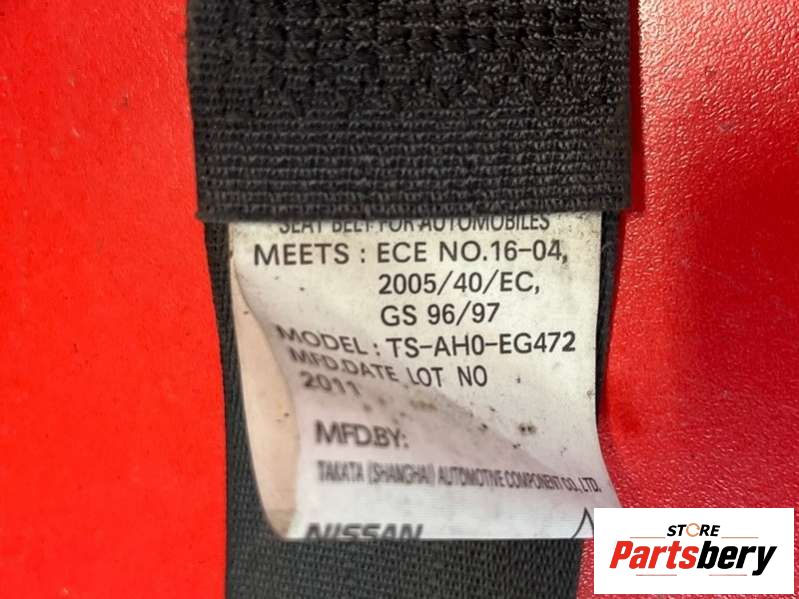 SEAT BELT FOR AUTOMOBILES
MEETS : ECE NO.16-04,
2005/40/EC,
GS 96/97
MODEL : TS-AH0-EG472
MFD.DATE LOT NO
2011
MFD.BY:
TAKATA (SHANGHAI) AUTOMOTIVE COMPONENT CO., LTD.
NISSAN
STORE
Partsbery